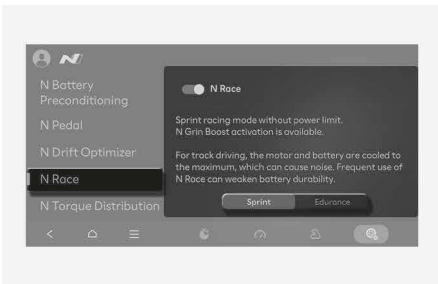 N
N Battery
Preconditioning
N Pedal
N Drift Optimizer
N Race
N Torque Distribution
N Race
Sprint racing mode without power limit.
N Grin Boost activation is available.
For track driving, the motor and battery are cooled to
the maximum, which can cause noise. Frequent use of
N Race can weaken battery durability.
Sprint
Edurance